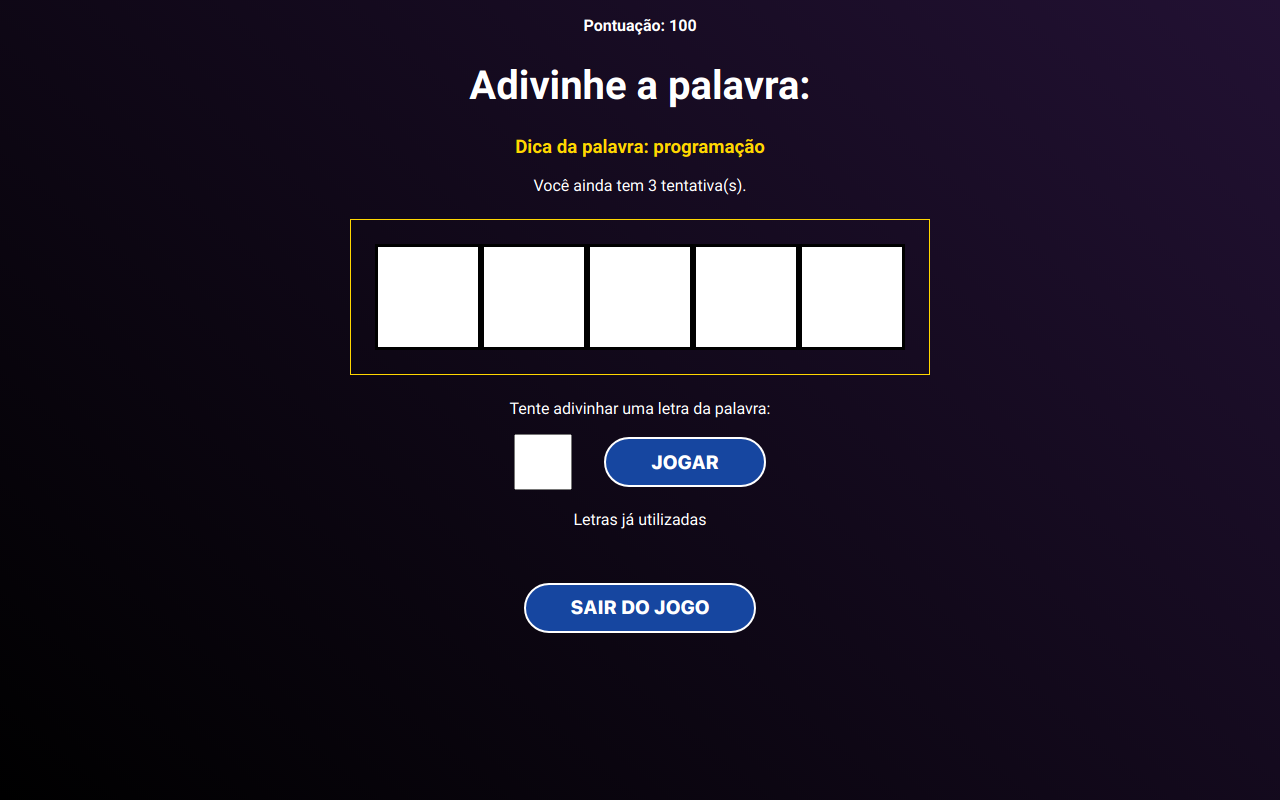 Pontuação: 100
Adivinhe a palavra:
Dica da palavra: programação
Você ainda tem 3 tentativa(s).
Tente adivinhar uma letra da palavra:
JOGAR
Letras já utilizadas
SAIR DO JOGO